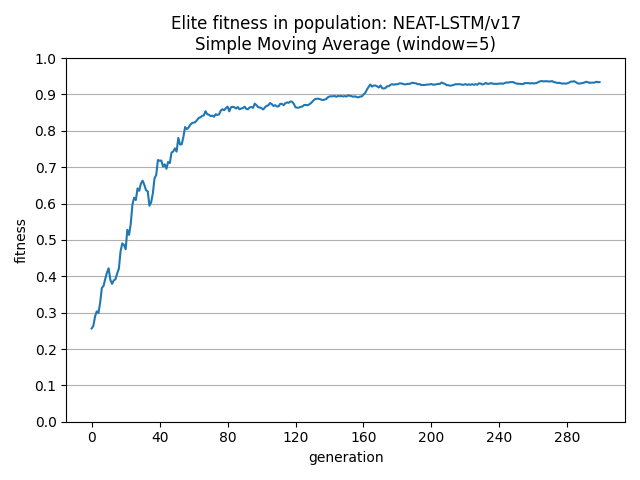 Elite fitness in population: NEAT-LSTM/v17
Simple Moving Average (window=5)
1.0
0.9
0.8
0.7
0.6
0.5
0.4
0.3
0.2
0.1
0.0
fitness
0 40 80 120 160 200 240 280
generation